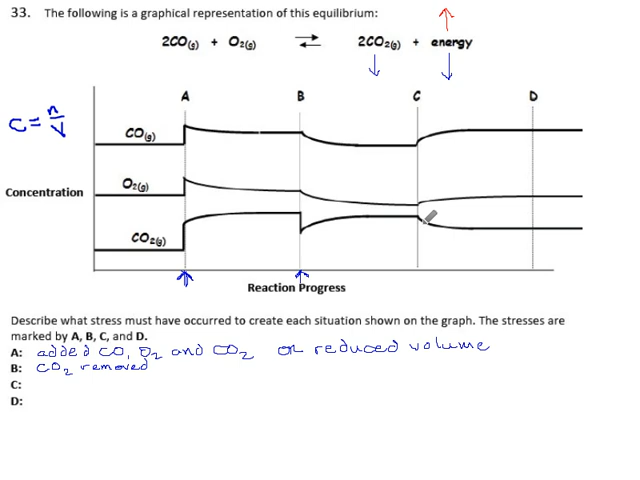 33. The following is a graphical representation of this equilibrium:
2CO(g) + O2(g) ⇄ 2CO2(g) + energy
A B C D
C = n/V
CO(g)
O2(g)
Concentration
CO2(g)
Reaction Progress
Describe what stress must have occurred to create each situation shown on the graph. The stresses are
marked by A, B, C, and D.
A: added CO, O2 and CO2 or reduced volume
B: CO2 removed
C:
D: